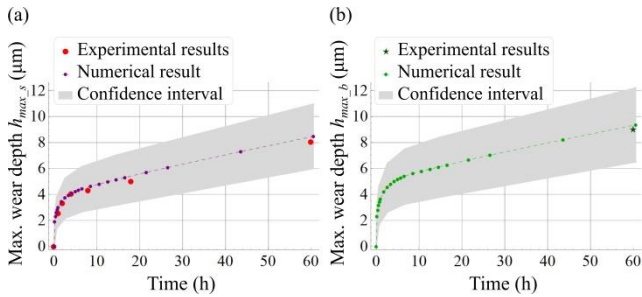 (a)
Experimental results
Numerical result
Confidence interval
Max. wear depth h_max_s (μm)
12
10
8
6
4
2
0
0 10 20 30 40 50 60
Time (h)
(b)
Experimental results
Numerical result
Confidence interval
Max. wear depth h_max_b (μm)
12
10
8
6
4
2
0
0 10 20 30 40 50 60
Time (h)